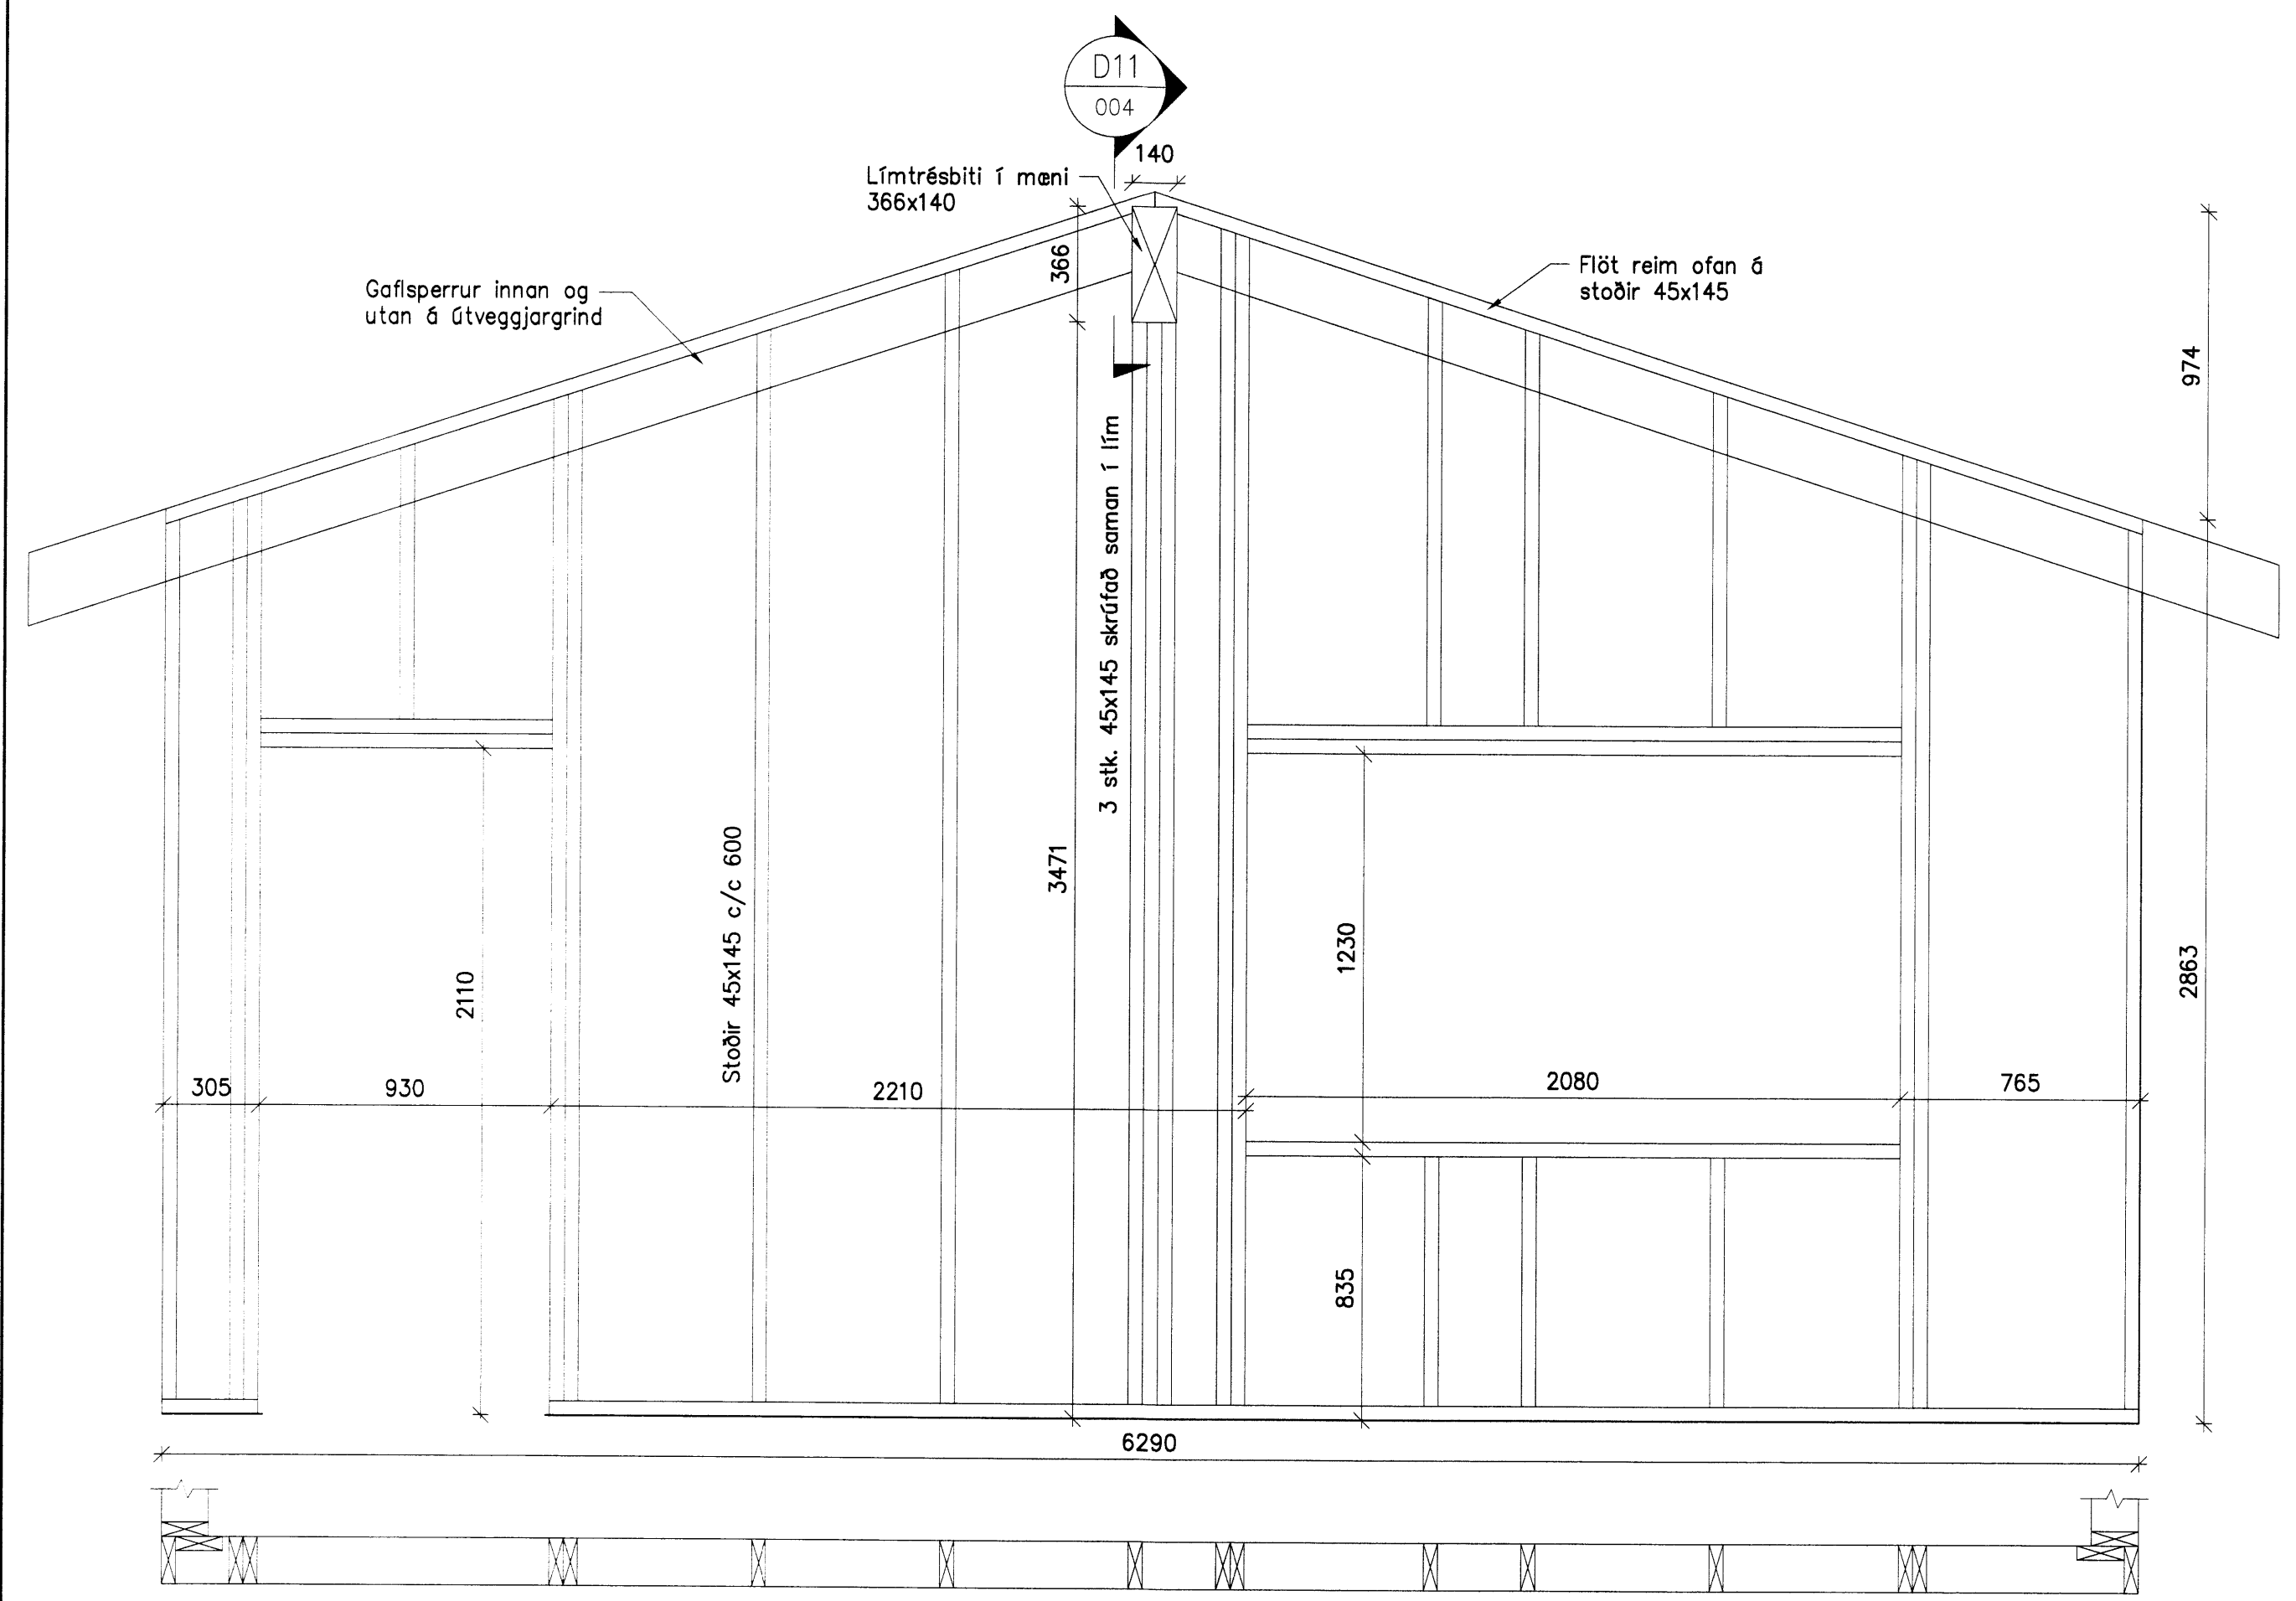 D11
004
140
Límtrésbiti í mæni
366x140
366
Gaflsperrur innan og
utan á útveggjargrind
Flöt reim ofan á
stoðir 45x145
974
3 stk. 45x145 skrúfað saman í lím
Stoðir 45x145 c/c 600
3471
2110
1230
2863
305
930
2210
2080
765
835
6290